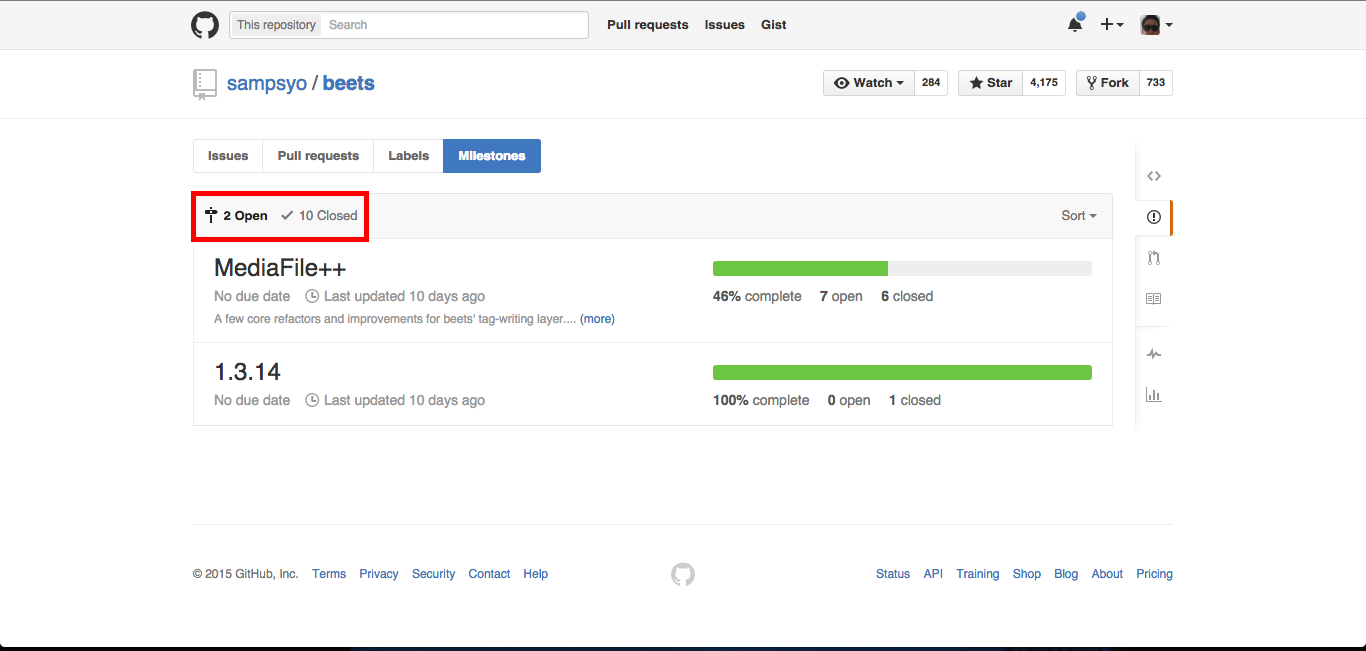 This repository Search Pull requests Issues Gist
sampsyo / beets Watch 284 Star 4,175 Fork 733
Issues Pull requests Labels Milestones
2 Open 10 Closed Sort
MediaFile++
No due date Last updated 10 days ago 46% complete 7 open 6 closed
A few core refactors and improvements for beets' tag-writing layer.... (more)
1.3.14
No due date Last updated 10 days ago 100% complete 0 open 1 closed
© 2015 GitHub, Inc. Terms Privacy Security Contact Help Status API Training Shop Blog About Pricing